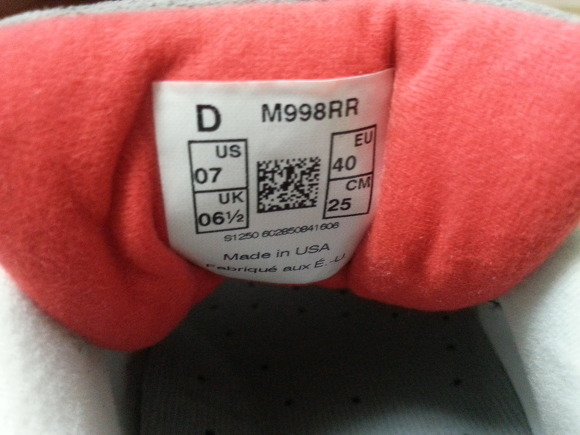 D M998RR
US 07 EU 40
UK 06½ CM 25
S1250 602850841606
Made in USA
Fabriqué aux É.-U.